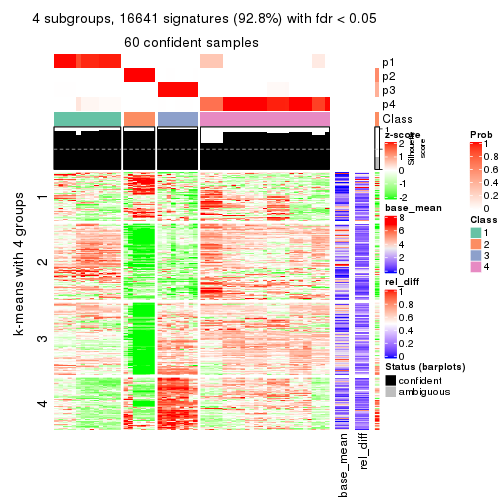 4 subgroups, 16641 signatures (92.8%) with fdr < 0.05
60 confident samples
p1
p2
p3
p4
Class
1
Silhouette
score
k-means with 4 groups
1
2
3
4
base_mean
rel_diff
z-score
2
1
0
-1
-2
base_mean
8
6
4
2
0
rel_diff
1
0.8
0.6
0.4
0.2
0
Status (barplots)
confident
ambiguous
Prob
1
0.8
0.6
0.4
0.2
0
Class
1
2
3
4